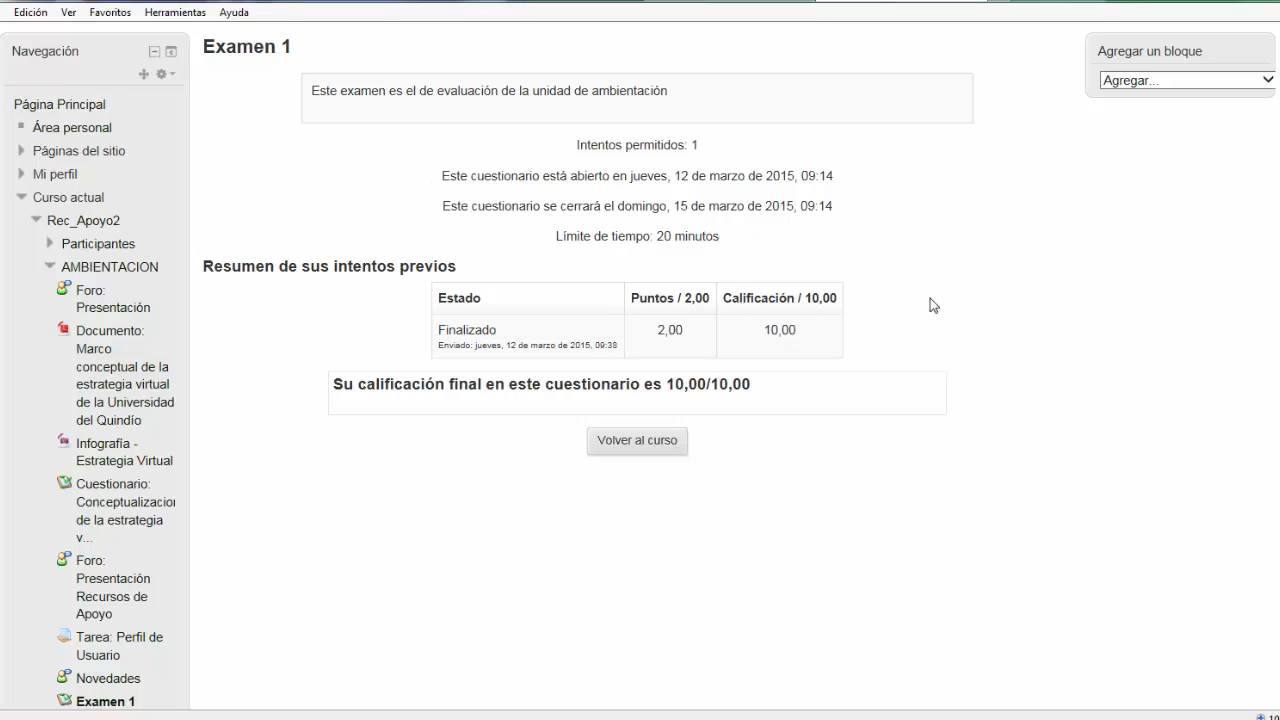 Edición Ver Favoritos Herramientas Ayuda
Navegación
Página Principal
Área personal
Páginas del sitio
Mi perfil
Curso actual
Rec_Apoyo2
Participantes
AMBIENTACION
Foro:
Presentación
Documento:
Marco
conceptual de la
estrategia virtual
de la Universidad
del Quindío
Infografía -
Estrategia Virtual
Cuestionario:
Conceptualizacion
de la estrategia
v...
Foro:
Presentación
Recursos de
Apoyo
Tarea: Perfil de
Usuario
Novedades
Examen 1
Examen 1
Este examen es el de evaluación de la unidad de ambientación
Intentos permitidos: 1
Este cuestionario está abierto en jueves, 12 de marzo de 2015, 09:14
Este cuestionario se cerrará el domingo, 15 de marzo de 2015, 09:14
Límite de tiempo: 20 minutos
Resumen de sus intentos previos
Estado Puntos / 2,00 Calificación / 10,00
Finalizado 2,00 10,00
Enviado: jueves, 12 de marzo de 2015, 09:38
Su calificación final en este cuestionario es 10,00/10,00
Volver al curso
Agregar un bloque
Agregar...